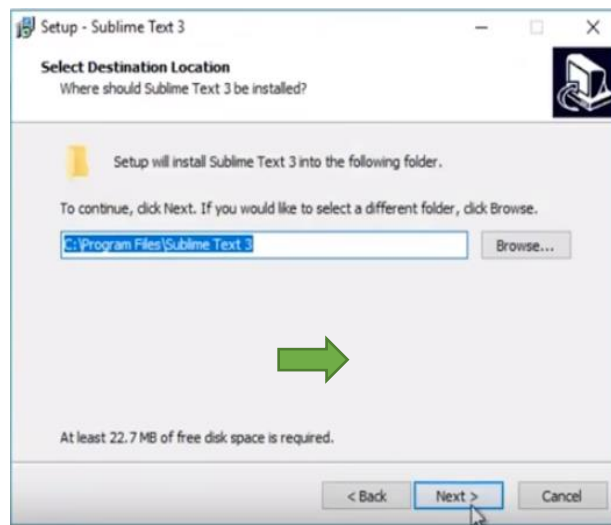 Setup - Sublime Text 3
Select Destination Location
Where should Sublime Text 3 be installed?
Setup will install Sublime Text 3 into the following folder.
To continue, click Next. If you would like to select a different folder, click Browse.
C:\Program Files\Sublime Text 3
Browse...
At least 22.7 MB of free disk space is required.
< Back Next > Cancel